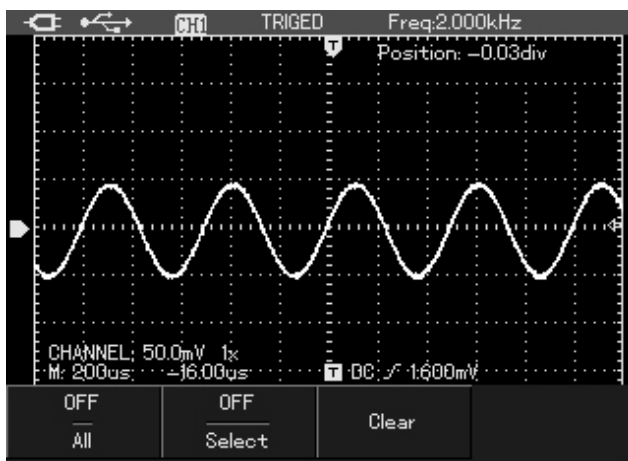 CH1 TRIGED Freq:2.000kHz
T
Position: -0.03div
CHANNEL: 50.0mV 1x
M: 200us -16.00us T DC 1.600mV
OFF OFF
All Select Clear